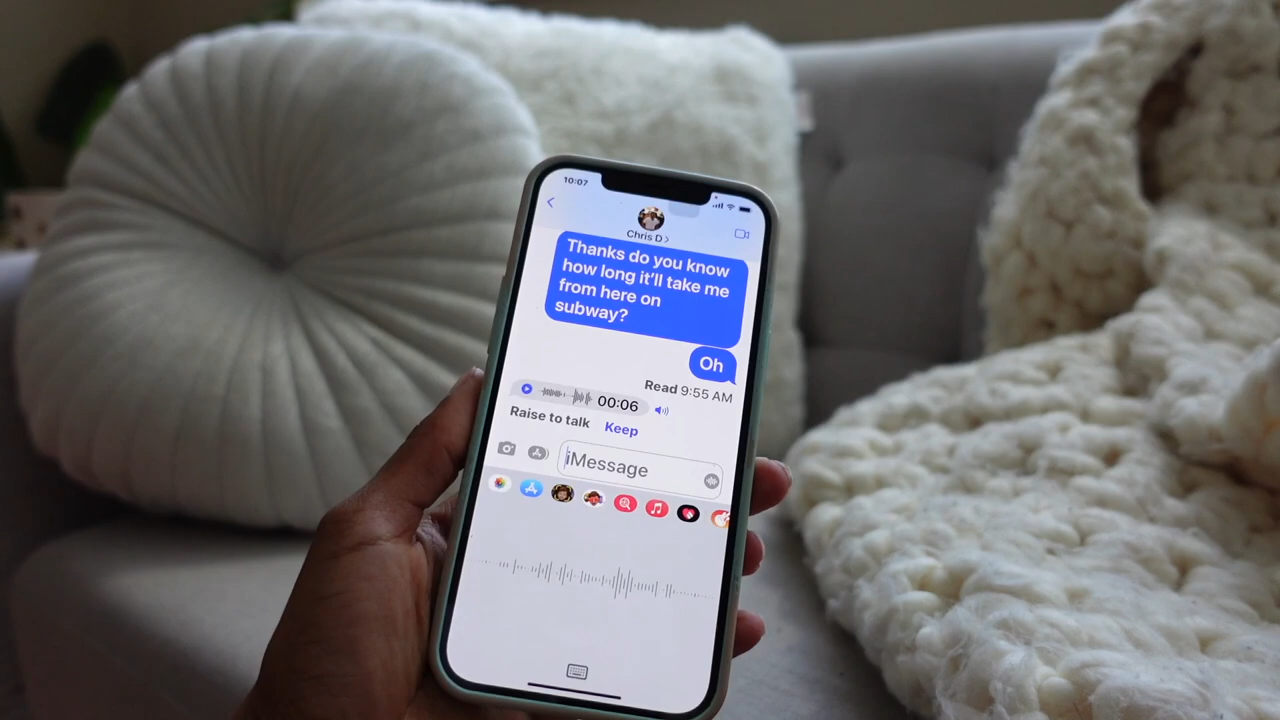 10:07
Chris D >
Thanks do you know
how long it'll take me
from here on
subway?
Oh
Read 9:55 AM
00:06
Raise to talk Keep
iMessage